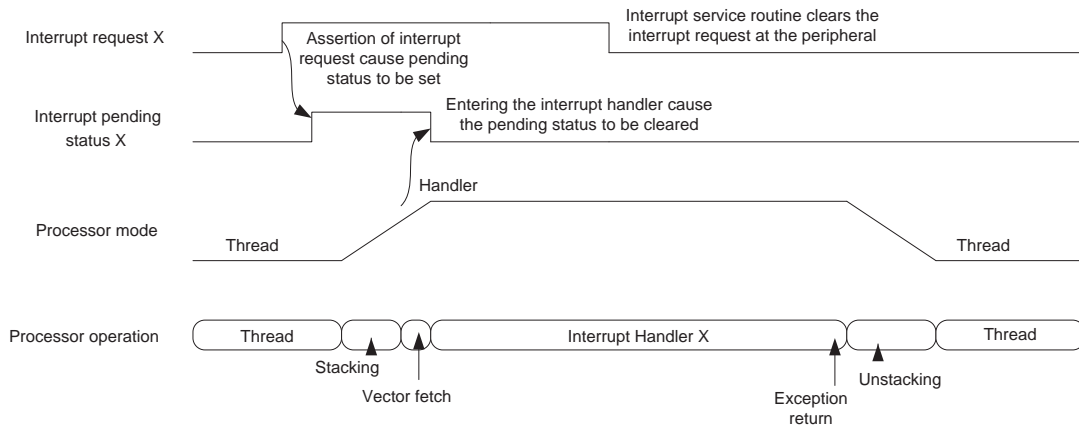 Interrupt request X
Assertion of interrupt
request cause pending
status to be set
Interrupt service routine clears the
interrupt request at the peripheral
Interrupt pending
status X
Entering the interrupt handler cause
the pending status to be cleared
Handler
Processor mode
Thread
Thread
Processor operation
Thread
Interrupt Handler X
Thread
Stacking
Vector fetch
Exception
return
Unstacking